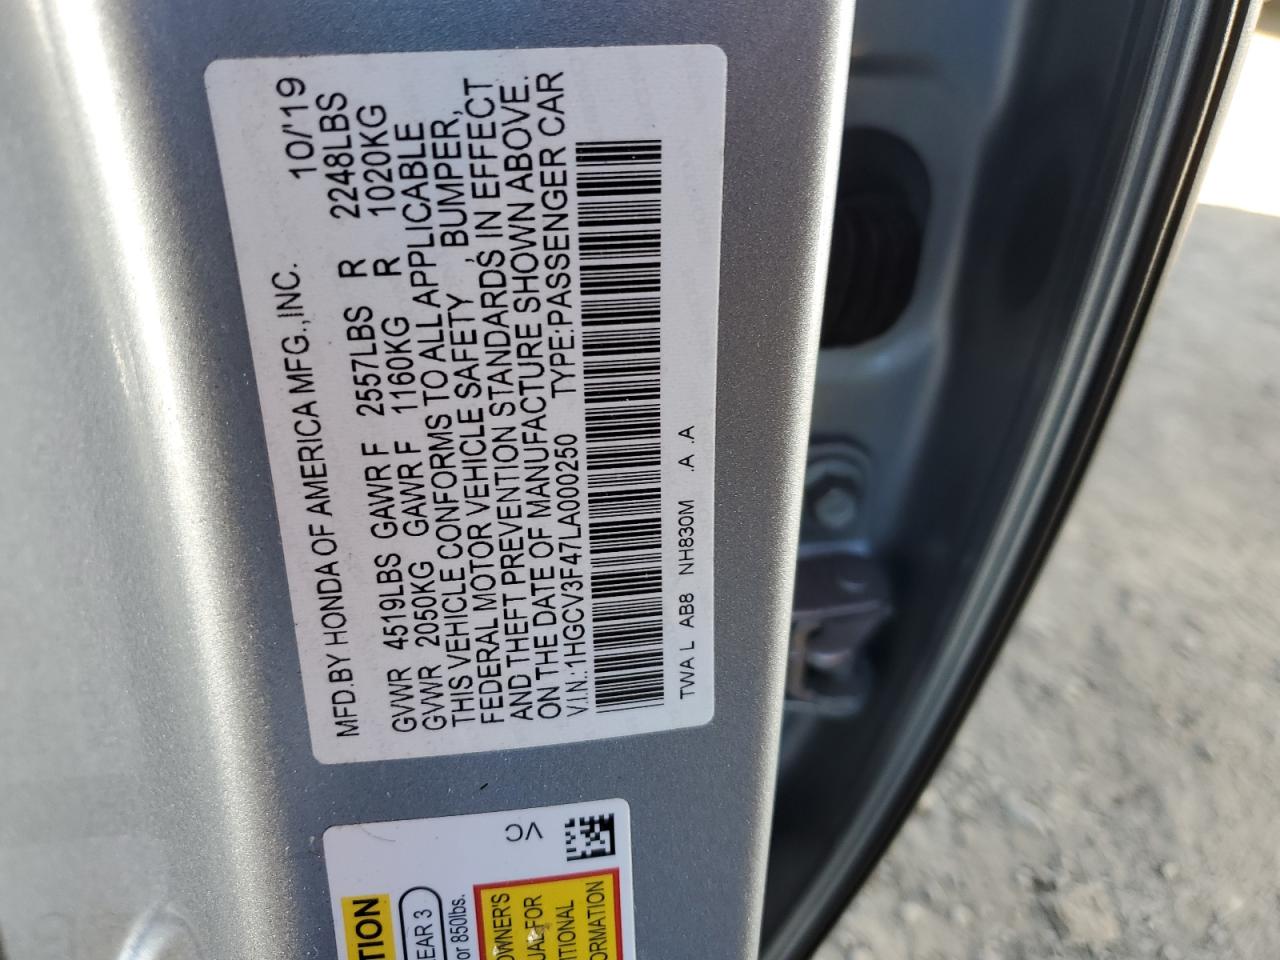 MFD.BY HONDA OF AMERICA MFG.,INC. 10/'19
GVWR 4519LBS GAWR F 2557LBS R 2248LBS
GVWR 2050KG GAWR F 1160KG R 1020KG
THIS VEHICLE CONFORMS TO ALL APPLICABLE
FEDERAL MOTOR VEHICLE SAFETY, BUMPER,
AND THEFT PREVENTION STANDARDS IN EFFECT
ON THE DATE OF MANUFACTURE SHOWN ABOVE.
V.I.N.:1HGCV3F47LA000250 TYPE:PASSENGER CAR
TWA L AB8 NH830M .A .A
VC
TION
EAR 3
or 850lbs.
OWNER'S
UAL FOR
ITIONAL
ORMATION